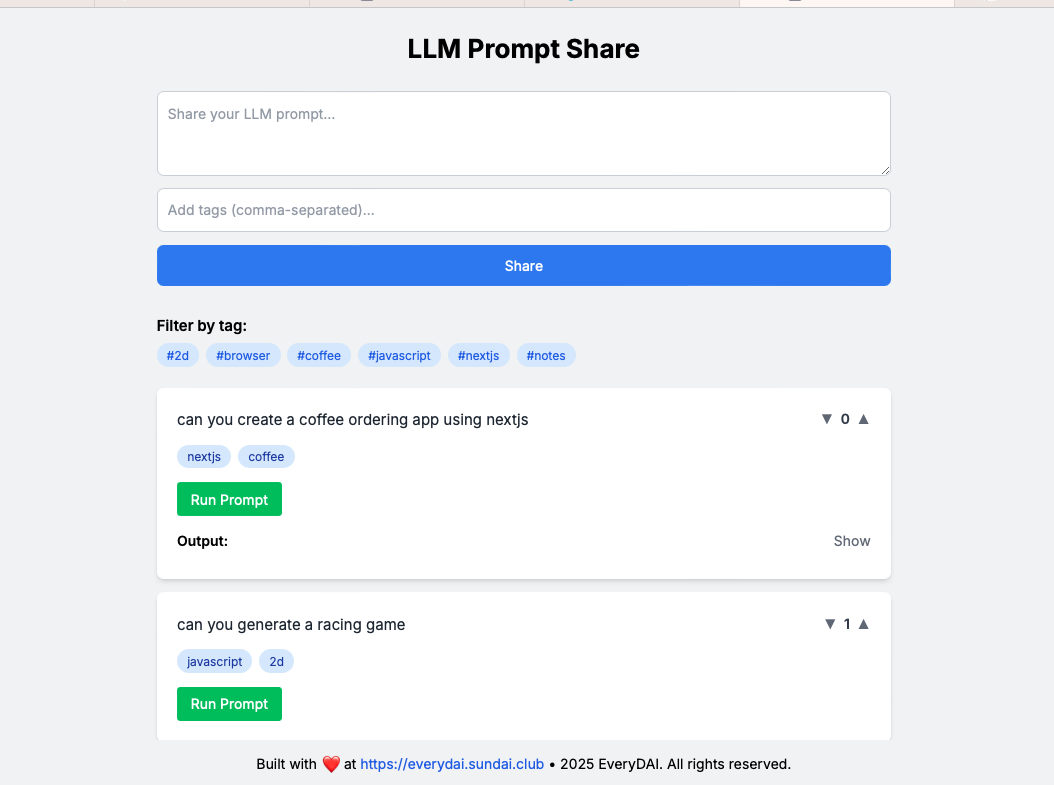 LLM Prompt Share
Share your LLM prompt...
Add tags (comma-separated)...
Share
Filter by tag:
#2d #browser #coffee #javascript #nextjs #notes
can you create a coffee ordering app using nextjs ▼ 0 ▲
nextjs coffee
Run Prompt
Output: Show
can you generate a racing game ▼ 1 ▲
javascript 2d
Run Prompt
Built with ❤️ at https://everydai.sundai.club • 2025 EveryDAI. All rights reserved.